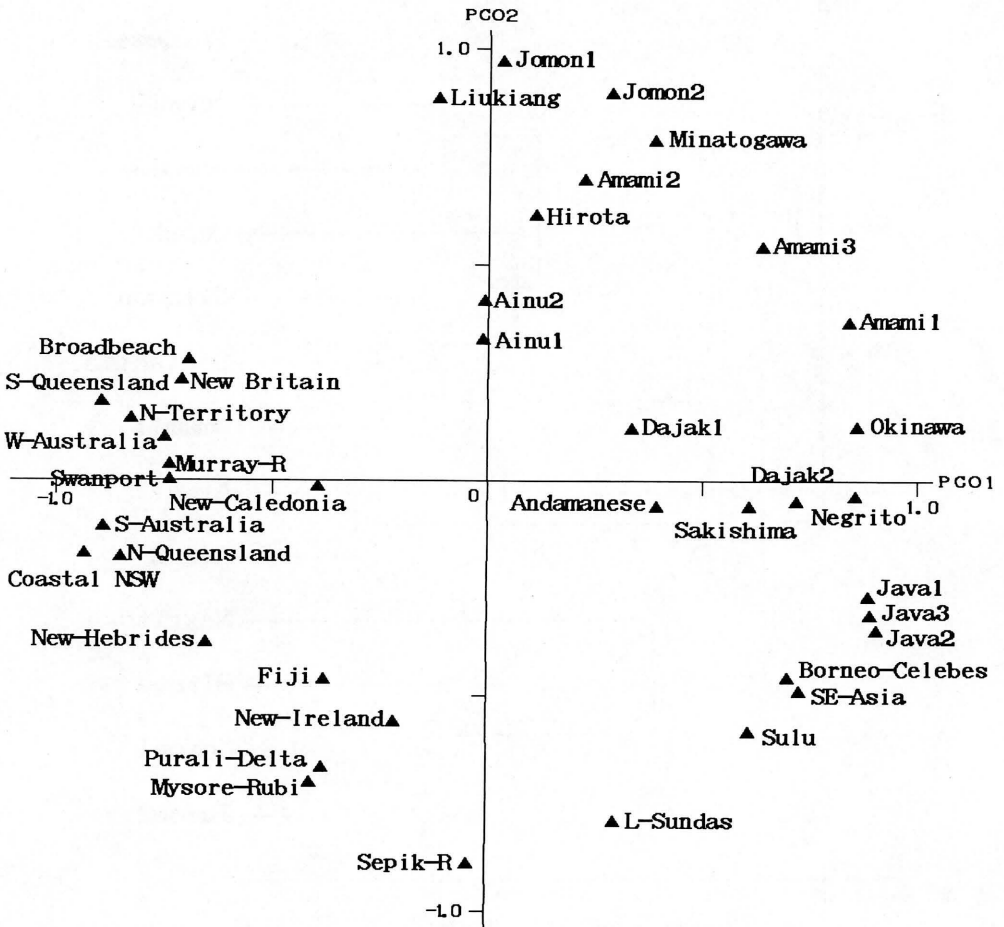 PCO2
1.0
Jomon1
Liukiang
Jomon2
Minatogawa
Amami2
Hirota
Amami3
Ainu2
Amami1
Ainu1
Broadbeach
S-Queensland
New Britain
N-Territory
Dajak1
Okinawa
W-Australia
Murray-R
Dajak2
Swanport
PCO1
-1.0
New-Caledonia
0
Andamanese
Negrito
1.0
S-Australia
Sakishima
N-Queensland
Coastal NSW
Java1
Java3
Java2
New-Hebrides
Fiji
Borneo-Celebes
SE-Asia
New-Ireland
Sulu
Purali-Delta
Mysore-Rubi
L-Sundas
Sepik-R
-1.0